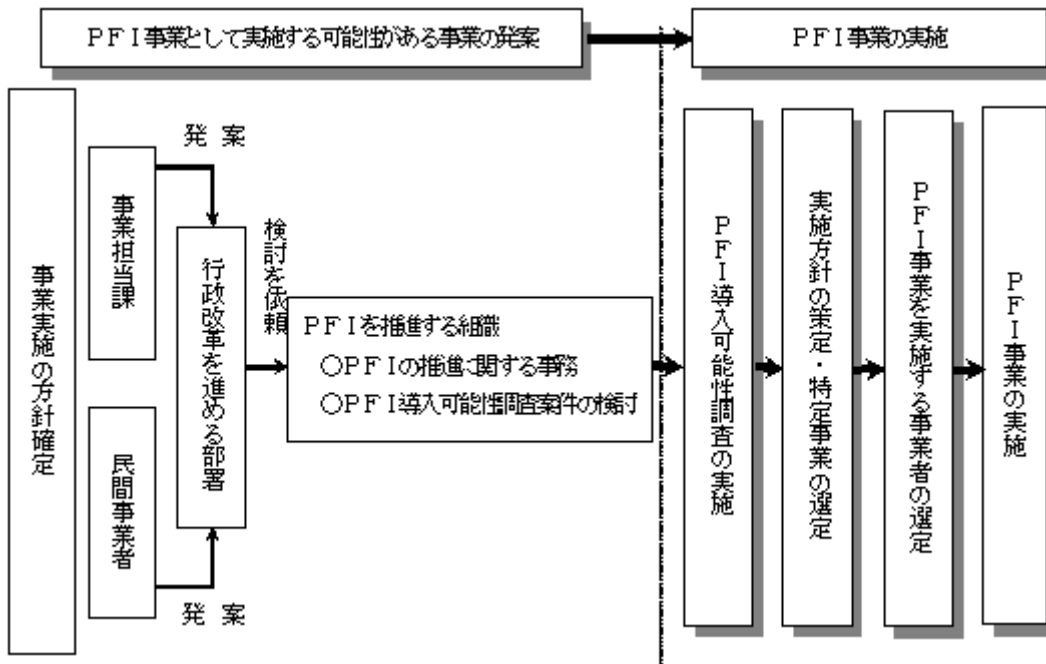 ＰＦＩ事業として実施する可能性がある事業の発案
ＰＦＩ事業の実施
事業実施の方針確定
事業担当課
民間事業者
発 案
発 案
行政改革を進める部署
検討を依頼
ＰＦＩを推進する組織
○ＰＦＩの推進に関する事務
○ＰＦＩ導入可能性調査案件の検討
ＰＦＩ導入可能性調査の実施
実施方針の策定・特定事業の選定
ＰＦＩ事業を実施する事業者の選定
ＰＦＩ事業の実施